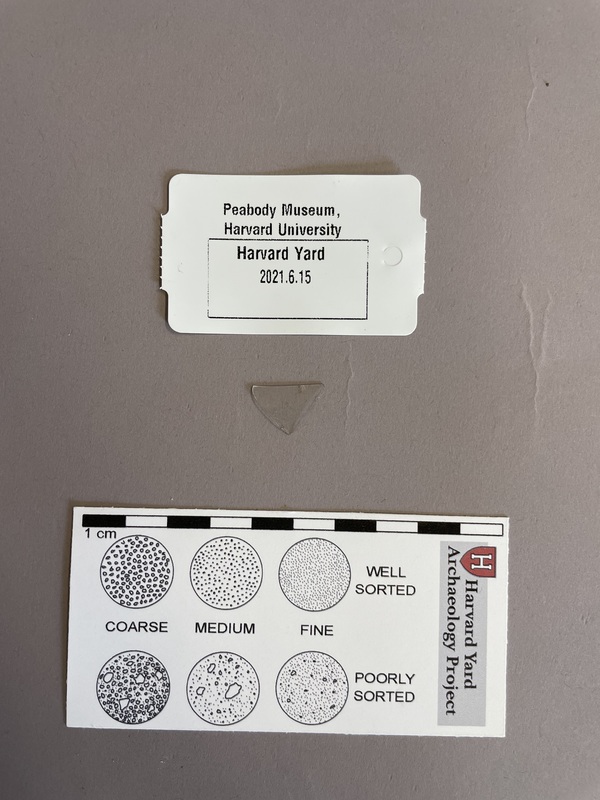 Peabody Museum,
Harvard University
Harvard Yard
2021.6.15
1 cm
WELL
SORTED
COARSE MEDIUM FINE
POORLY
SORTED
H
Harvard Yard
Archaeology Project